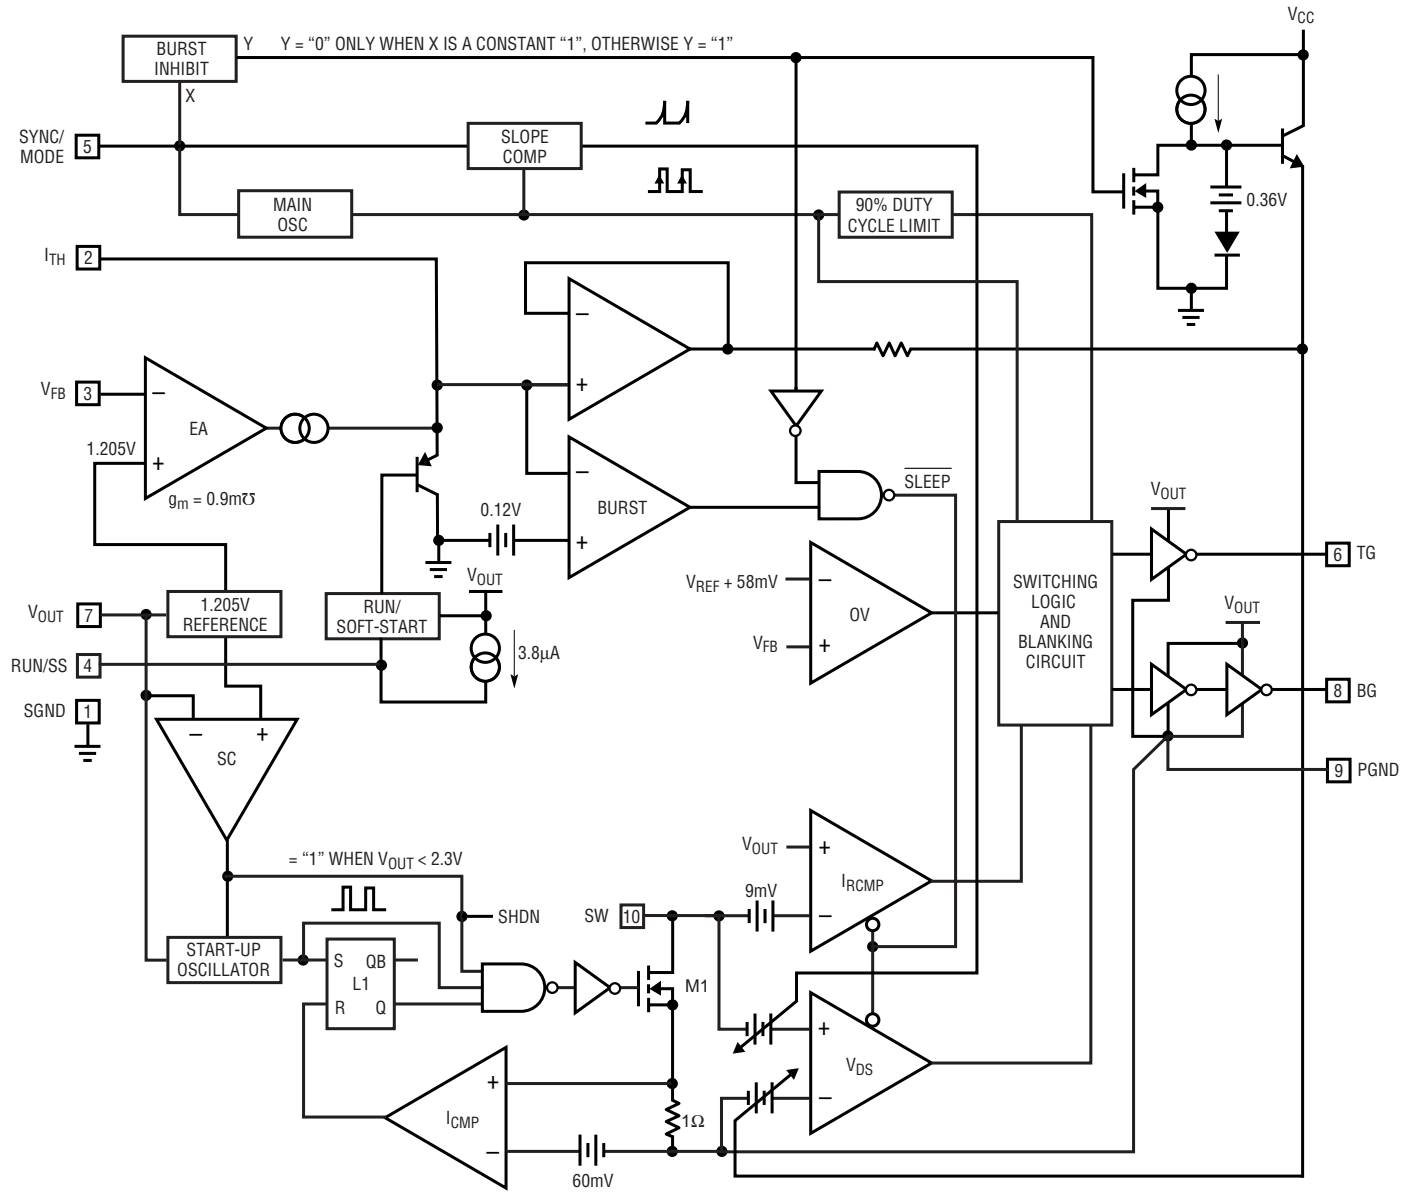 VCC
BURST
INHIBIT
Y
Y = “0” ONLY WHEN X IS A CONSTANT “1”, OTHERWISE Y = “1”
X
SYNC/
MODE
5
SLOPE
COMP
MAIN
OSC
90% DUTY
CYCLE LIMIT
0.36V
ITH
2
−
+
VFB
3
−
EA
1.205V
+
gm = 0.9m℧
−
BURST
+
0.12V
SLEEP
VOUT
6
TG
VREF + 58mV
−
OV
VFB
+
SWITCHING
LOGIC
AND
BLANKING
CIRCUIT
VOUT
VOUT
7
1.205V
REFERENCE
RUN/
SOFT-START
VOUT
3.8µA
RUN/SS
4
8
BG
SGND
1
−
+
SC
9
PGND
= “1” WHEN VOUT < 2.3V
VOUT
+
IRCMP
9mV
−
SHDN
SW
10
START-UP
OSCILLATOR
S
QB
L1
R
Q
M1
+
VDS
−
+
ICMP
−
1Ω
60mV